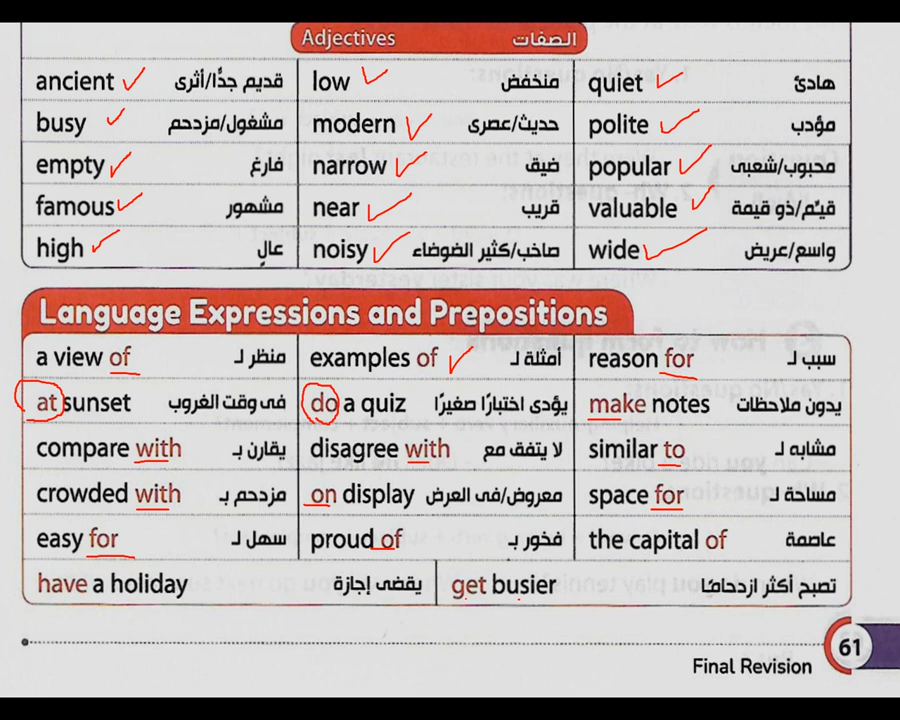 Adjectives الصفات
ancient قديم جدًّا/أثرى low منخفض quiet هادئ
busy مشغول/مزدحم modern حديث/عصرى polite مؤدب
empty فارغ narrow ضيق popular محبوب/شعبى
famous مشهور near قريب valuable قيـّم/ذو قيمة
high عالٍ noisy صاخب/كثير الضوضاء wide واسع/عريض
Language Expressions and Prepositions
a view of منظر لـ examples of أمثلة لـ reason for سبب لـ
at sunset فى وقت الغروب do a quiz يؤدى اختبارًا صغيرًا make notes يدون ملاحظات
compare with يقارن بـ disagree with لا يتفق مع similar to مشابه لـ
crowded with مزدحم بـ on display معروض/فى العرض space for مساحة لـ
easy for سهل لـ proud of فخور بـ the capital of عاصمة
have a holiday يقضى إجازة get busier تصبح أكثر ازدحامًا
61
Final Revision